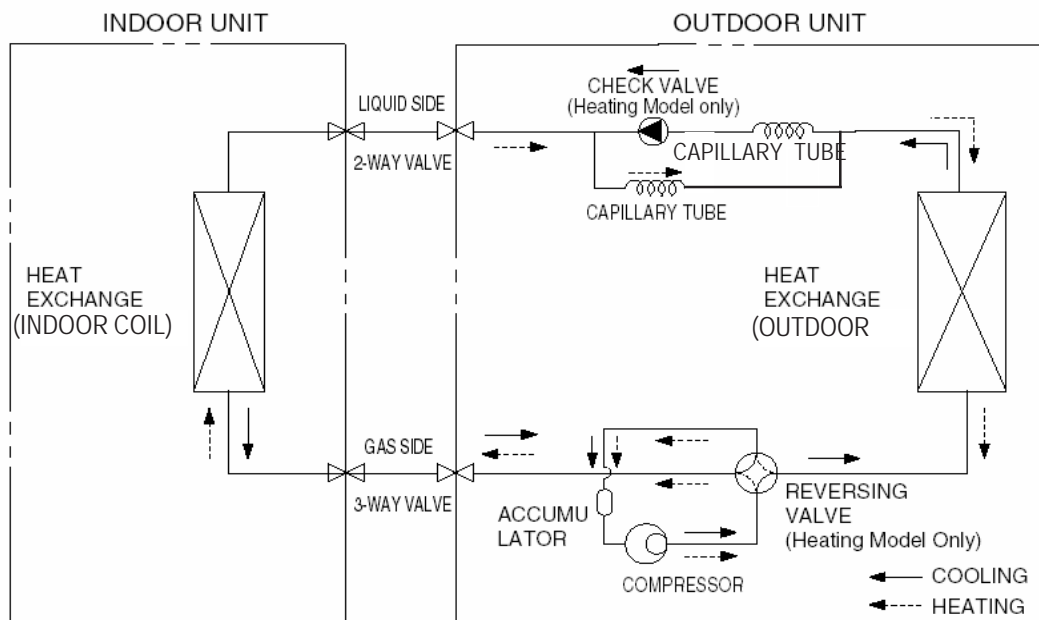 INDOOR UNIT
OUTDOOR UNIT
LIQUID SIDE
2-WAY VALVE
CHECK VALVE
(Heating Model only)
CAPILLARY TUBE
CAPILLARY TUBE
HEAT
EXCHANGE
(INDOOR COIL)
HEAT
EXCHANGE
(OUTDOOR
GAS SIDE
3-WAY VALVE
ACCUMU
LATOR
COMPRESSOR
REVERSING
VALVE
(Heating Model Only)
COOLING
HEATING